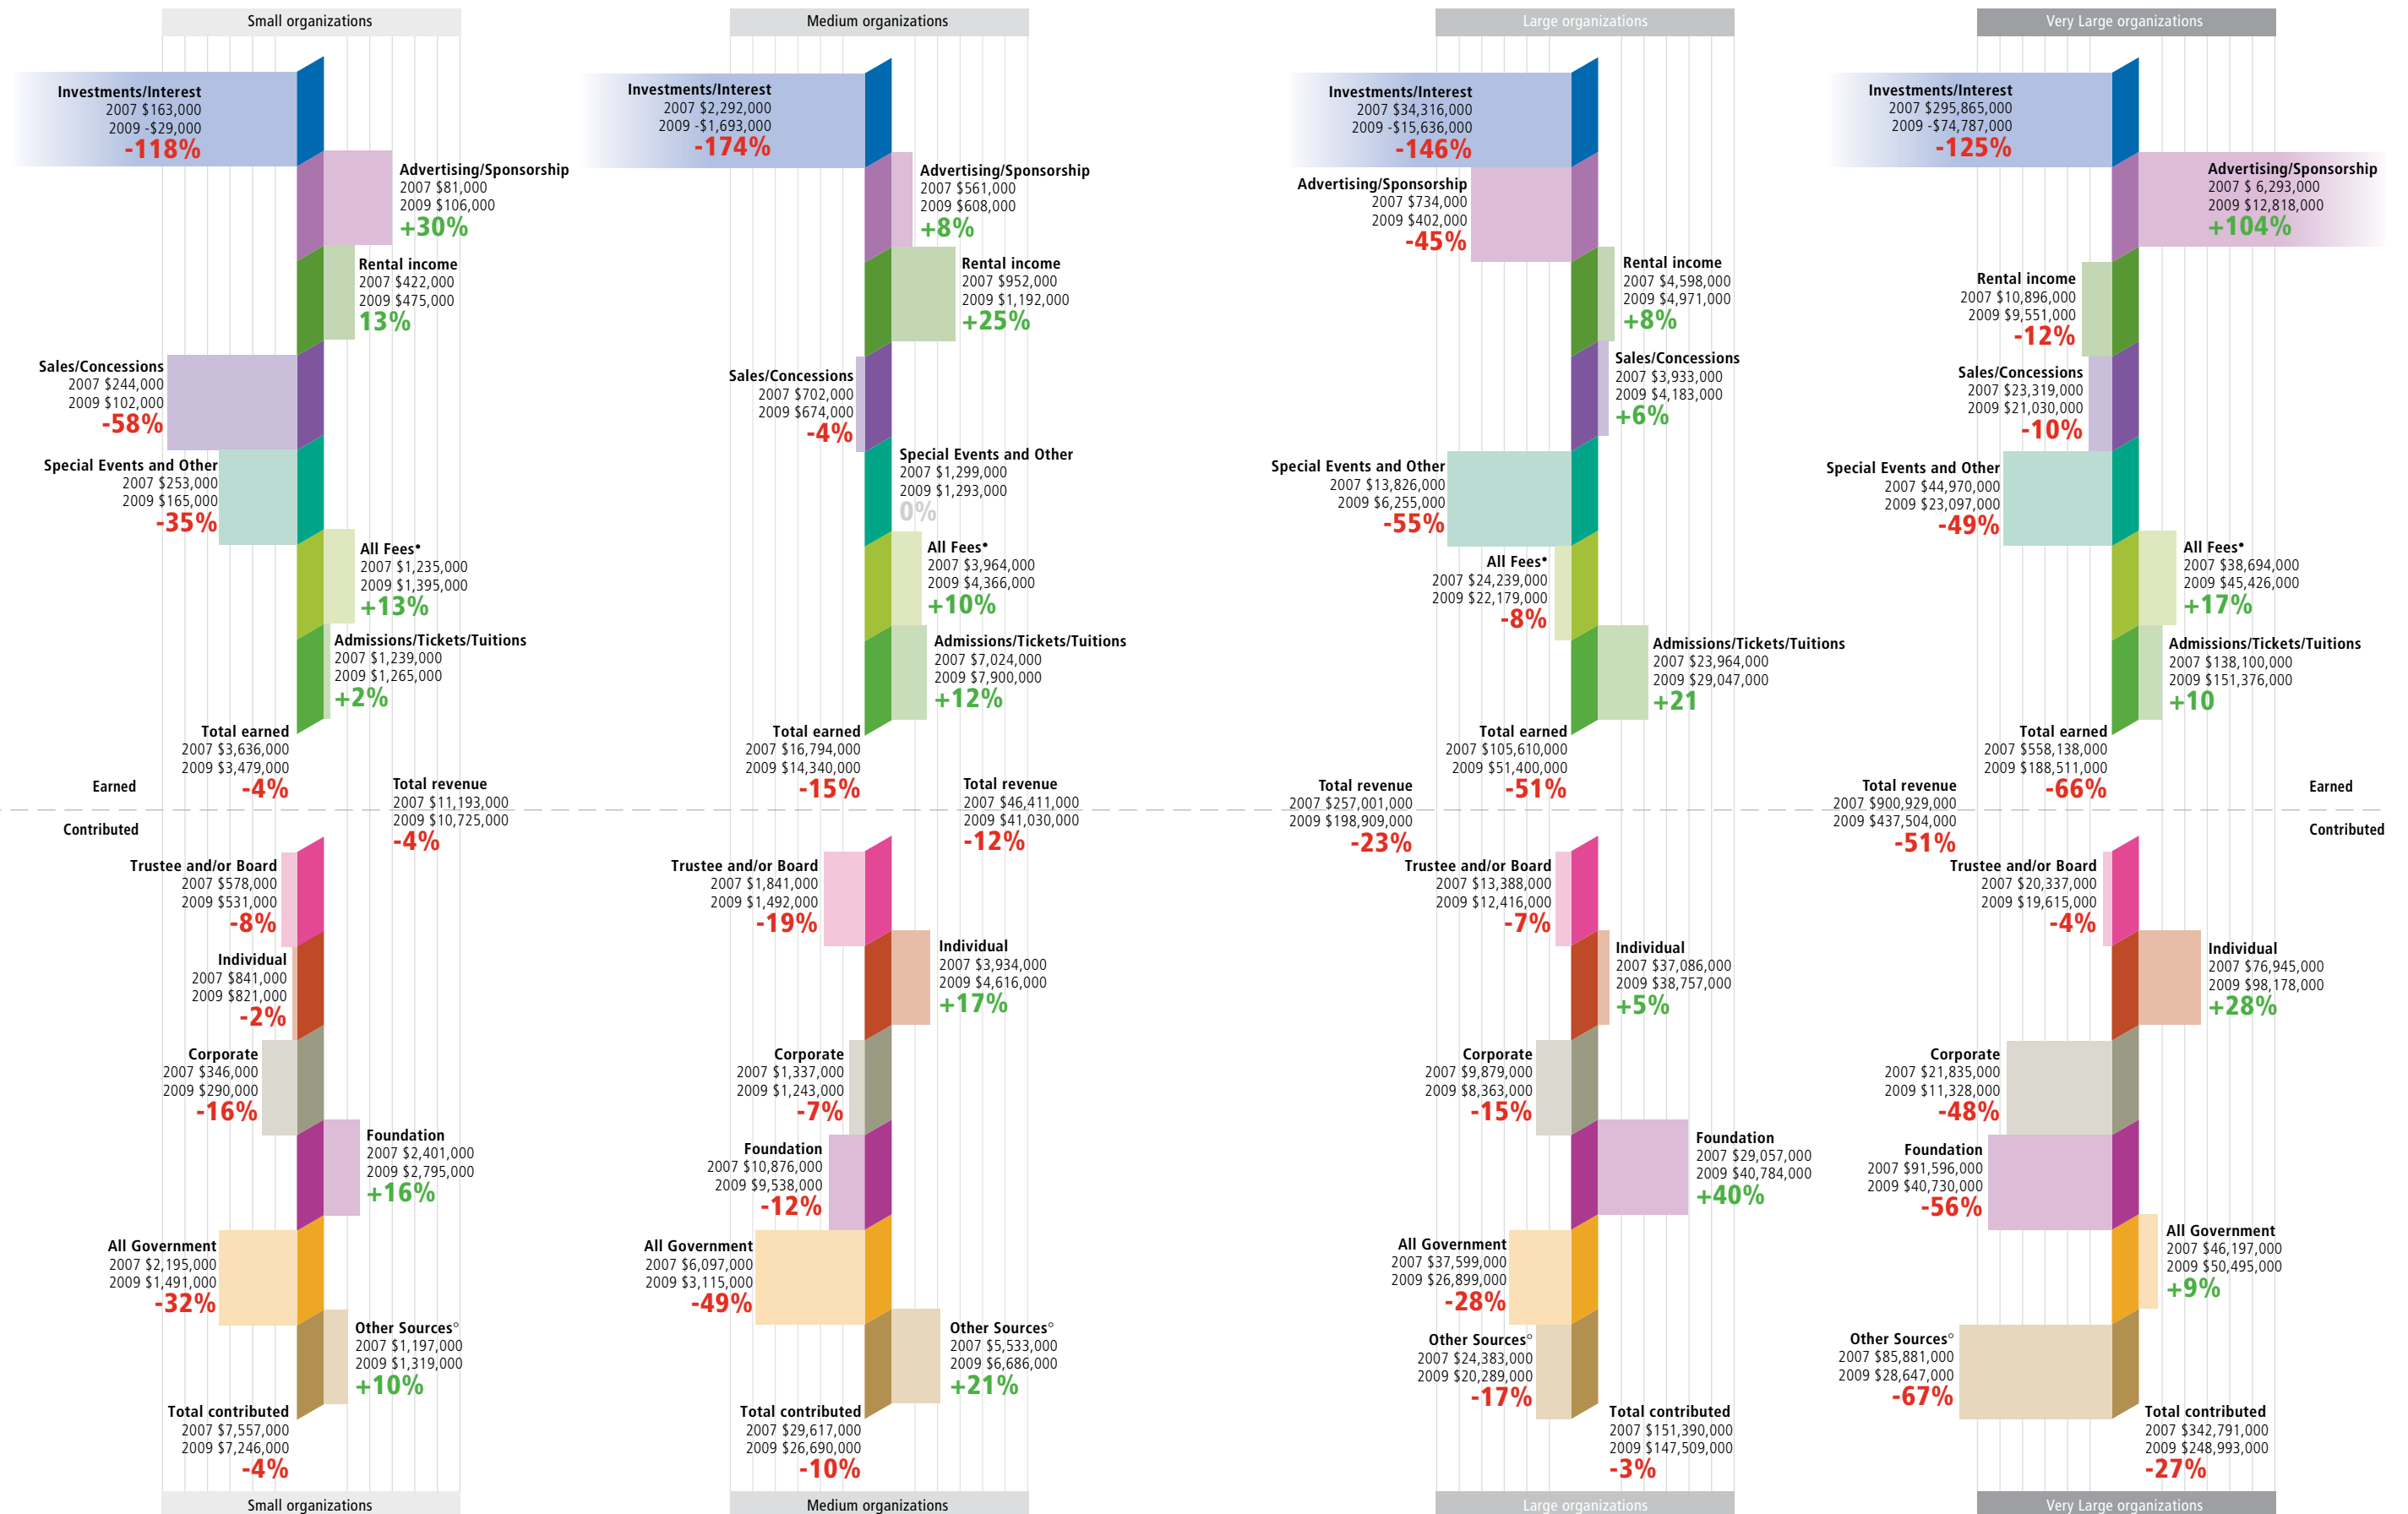 Small organizations
Investments/Interest
2007 $163,000
2009 -$29,000
-118%
Advertising/Sponsorship
2007 $81,000
2009 $106,000
+30%
Rental income
2007 $422,000
2009 $475,000
13%
Sales/Concessions
2007 $244,000
2009 $102,000
-58%
Special Events and Other
2007 $253,000
2009 $165,000
-35%
All Fees•
2007 $1,235,000
2009 $1,395,000
+13%
Admissions/Tickets/Tuitions
2007 $1,239,000
2009 $1,265,000
+2%
Total earned
2007 $3,636,000
2009 $3,479,000
-4%
Earned
Contributed
Total revenue
2007 $11,193,000
2009 $10,725,000
-4%
Trustee and/or Board
2007 $578,000
2009 $531,000
-8%
Individual
2007 $841,000
2009 $821,000
-2%
Corporate
2007 $346,000
2009 $290,000
-16%
Foundation
2007 $2,401,000
2009 $2,795,000
+16%
All Government
2007 $2,195,000
2009 $1,491,000
-32%
Other Sources○
2007 $1,197,000
2009 $1,319,000
+10%
Total contributed
2007 $7,557,000
2009 $7,246,000
-4%
Small organizations
Medium organizations
Investments/Interest
2007 $2,292,000
2009 -$1,693,000
-174%
Advertising/Sponsorship
2007 $561,000
2009 $608,000
+8%
Rental income
2007 $952,000
2009 $1,192,000
+25%
Sales/Concessions
2007 $702,000
2009 $674,000
-4%
Special Events and Other
2007 $1,299,000
2009 $1,293,000
0%
All Fees•
2007 $3,964,000
2009 $4,366,000
+10%
Admissions/Tickets/Tuitions
2007 $7,024,000
2009 $7,900,000
+12%
Total earned
2007 $16,794,000
2009 $14,340,000
-15%
Total revenue
2007 $46,411,000
2009 $41,030,000
-12%
Trustee and/or Board
2007 $1,841,000
2009 $1,492,000
-19%
Individual
2007 $3,934,000
2009 $4,616,000
+17%
Corporate
2007 $1,337,000
2009 $1,243,000
-7%
Foundation
2007 $10,876,000
2009 $9,538,000
-12%
All Government
2007 $6,097,000
2009 $3,115,000
-49%
Other Sources○
2007 $5,533,000
2009 $6,686,000
+21%
Total contributed
2007 $29,617,000
2009 $26,690,000
-10%
Medium organizations
Large organizations
Investments/Interest
2007 $34,316,000
2009 -$15,636,000
-146%
Advertising/Sponsorship
2007 $734,000
2009 $402,000
-45%
Rental income
2007 $4,598,000
2009 $4,971,000
+8%
Sales/Concessions
2007 $3,933,000
2009 $4,183,000
+6%
Special Events and Other
2007 $13,826,000
2009 $6,255,000
-55%
All Fees•
2007 $24,239,000
2009 $22,179,000
-8%
Admissions/Tickets/Tuitions
2007 $23,964,000
2009 $29,047,000
+21
Total earned
2007 $105,610,000
2009 $51,400,000
-51%
Total revenue
2007 $257,001,000
2009 $198,909,000
-23%
Trustee and/or Board
2007 $13,388,000
2009 $12,416,000
-7%
Individual
2007 $37,086,000
2009 $38,757,000
+5%
Corporate
2007 $9,879,000
2009 $8,363,000
-15%
Foundation
2007 $29,057,000
2009 $40,784,000
+40%
All Government
2007 $37,599,000
2009 $26,899,000
-28%
Other Sources○
2007 $24,383,000
2009 $20,289,000
-17%
Total contributed
2007 $151,390,000
2009 $147,509,000
-3%
Large organizations
Very Large organizations
Investments/Interest
2007 $295,865,000
2009 -$74,787,000
-125%
Advertising/Sponsorship
2007 $ 6,293,000
2009 $12,818,000
+104%
Rental income
2007 $10,896,000
2009 $9,551,000
-12%
Sales/Concessions
2007 $23,319,000
2009 $21,030,000
-10%
Special Events and Other
2007 $44,970,000
2009 $23,097,000
-49%
All Fees•
2007 $38,694,000
2009 $45,426,000
+17%
Admissions/Tickets/Tuitions
2007 $138,100,000
2009 $151,376,000
+10
Total earned
2007 $558,138,000
2009 $188,511,000
-66%
Total revenue
2007 $900,929,000
2009 $437,504,000
-51%
Earned
Contributed
Trustee and/or Board
2007 $20,337,000
2009 $19,615,000
-4%
Individual
2007 $76,945,000
2009 $98,178,000
+28%
Corporate
2007 $21,835,000
2009 $11,328,000
-48%
Foundation
2007 $91,596,000
2009 $40,730,000
-56%
All Government
2007 $46,197,000
2009 $50,495,000
+9%
Other Sources○
2007 $85,881,000
2009 $28,647,000
-67%
Total contributed
2007 $342,791,000
2009 $248,993,000
-27%
Very Large organizations